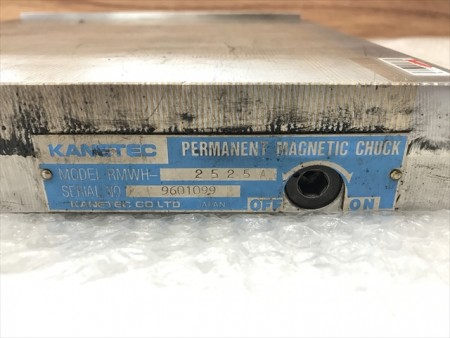 KANETEC PERMANENT MAGNETIC CHUCK
MODEL RMWH- 2525A
SERIAL NO. 9601099
KANETEC CO.LTD. JAPAN OFF ON